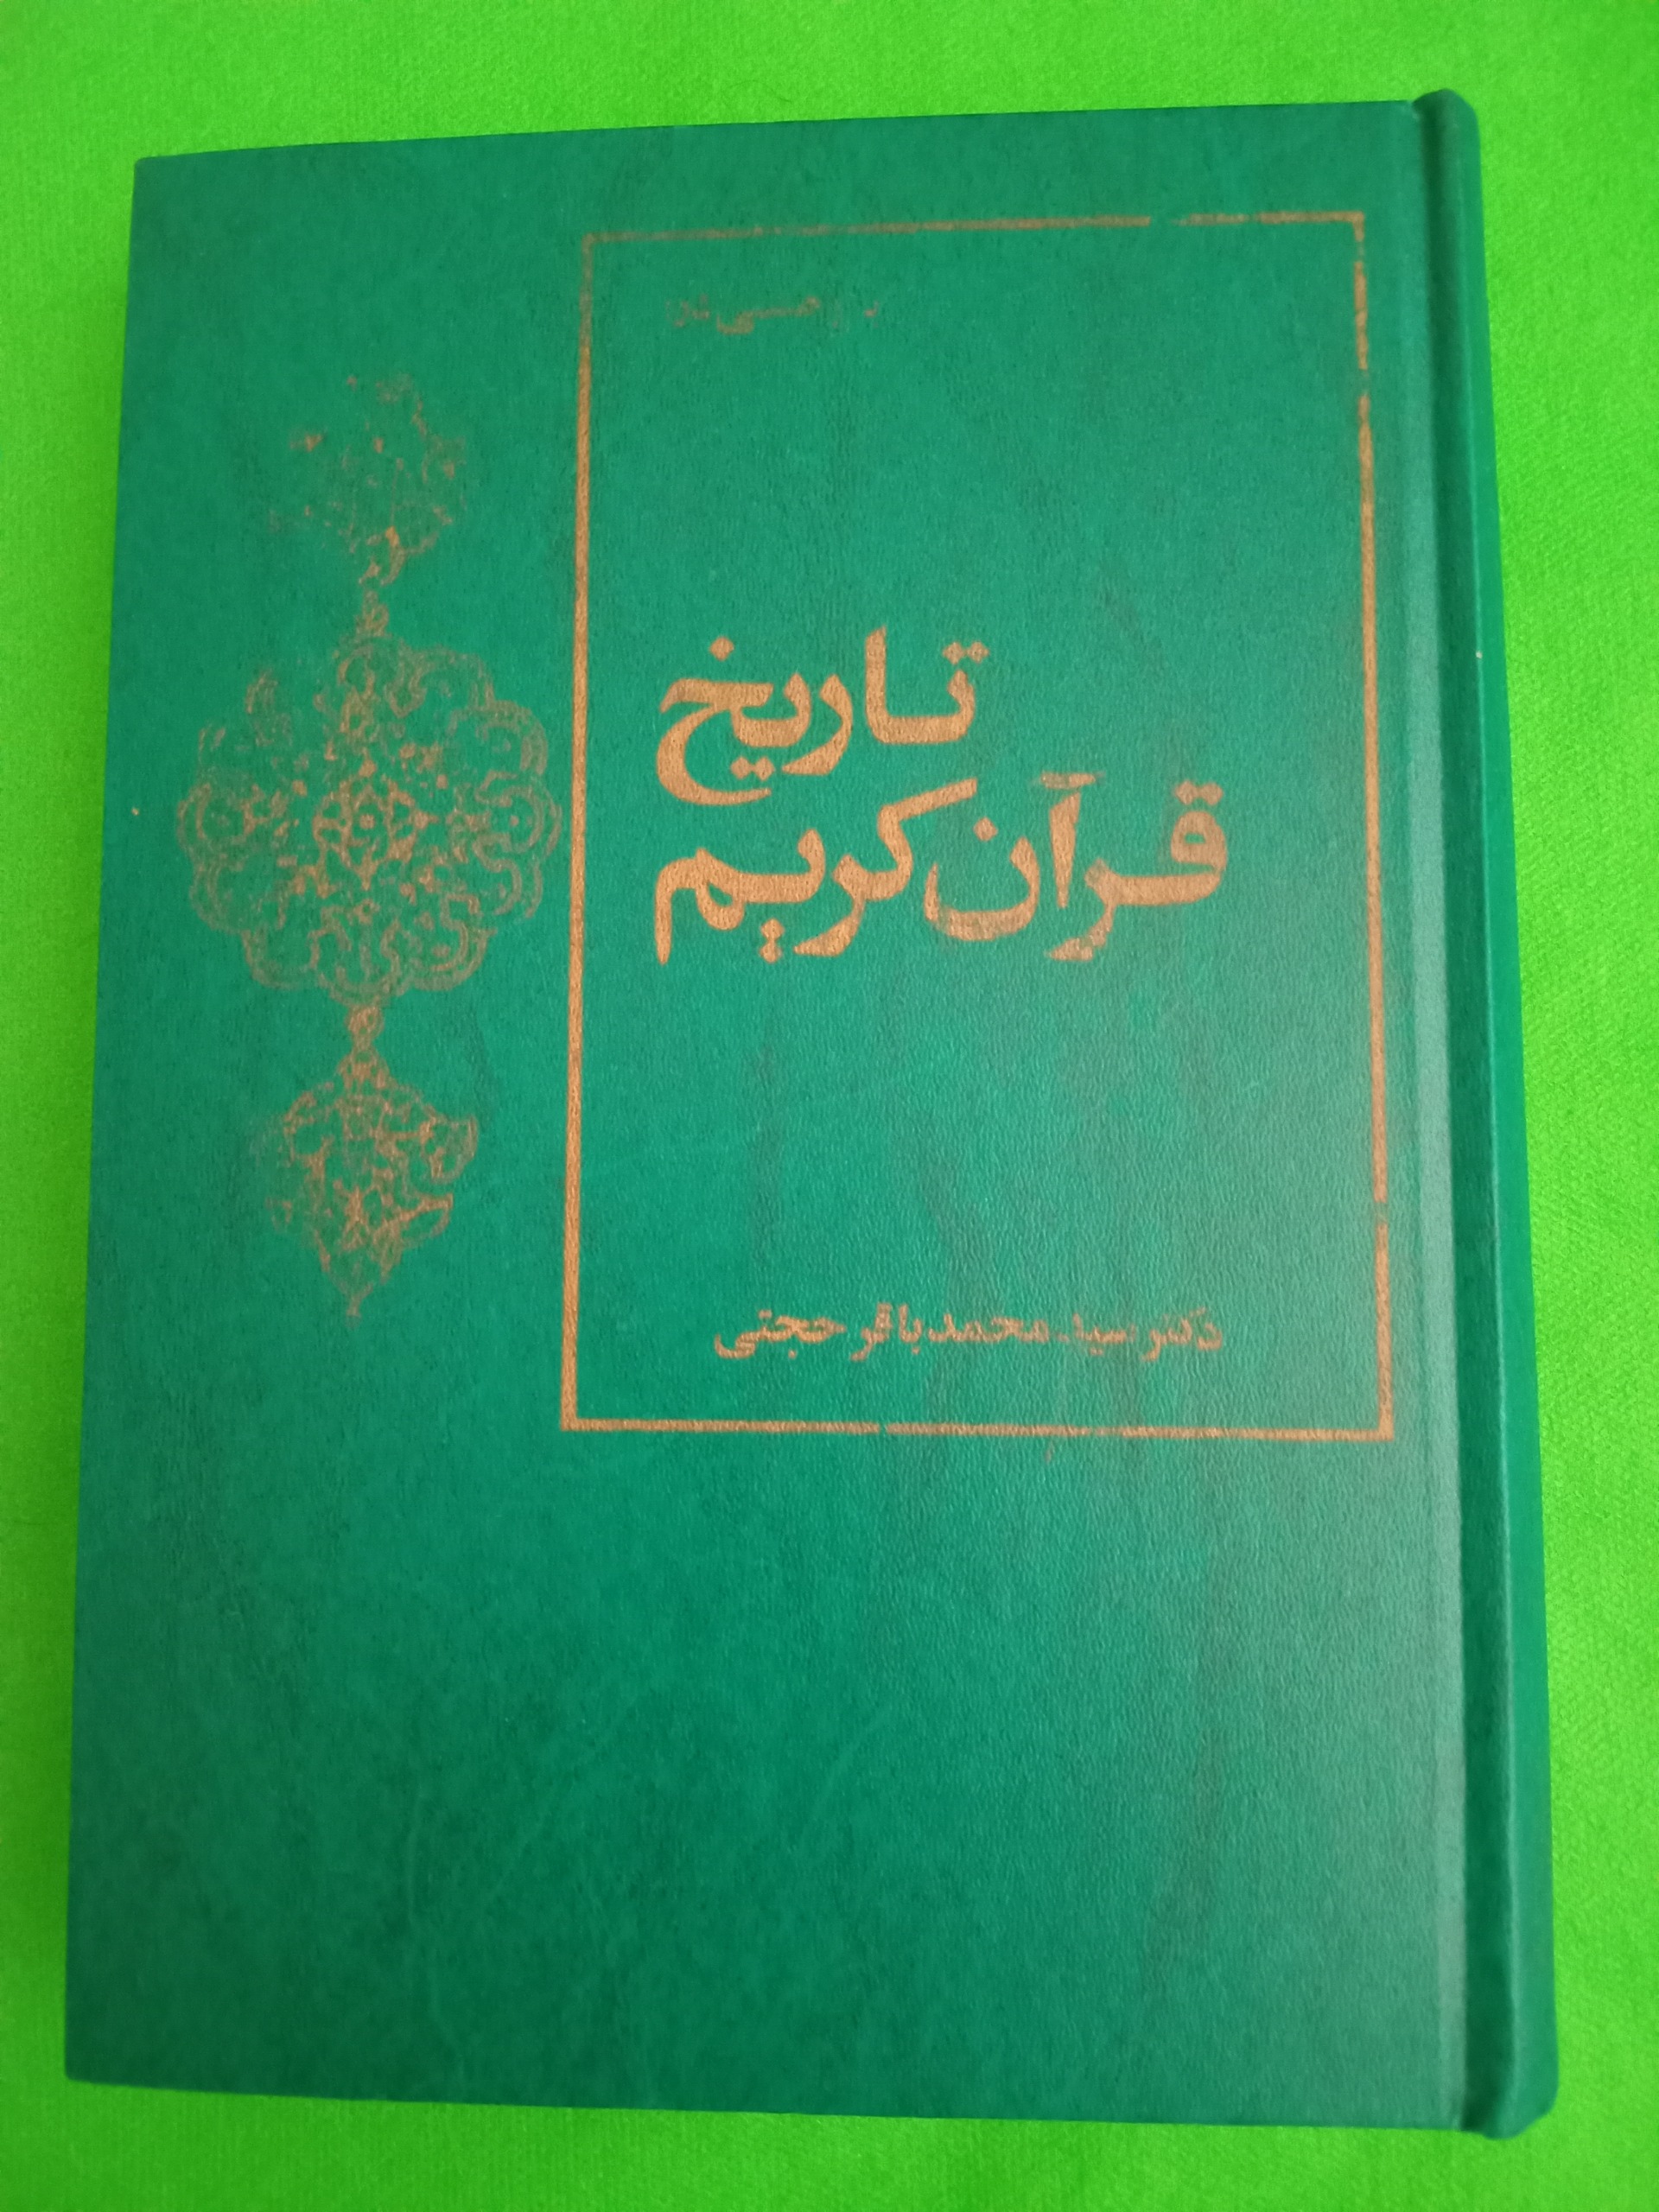 تاریخ
قرآن کریم
دکتر سید محمد باقر حجتی